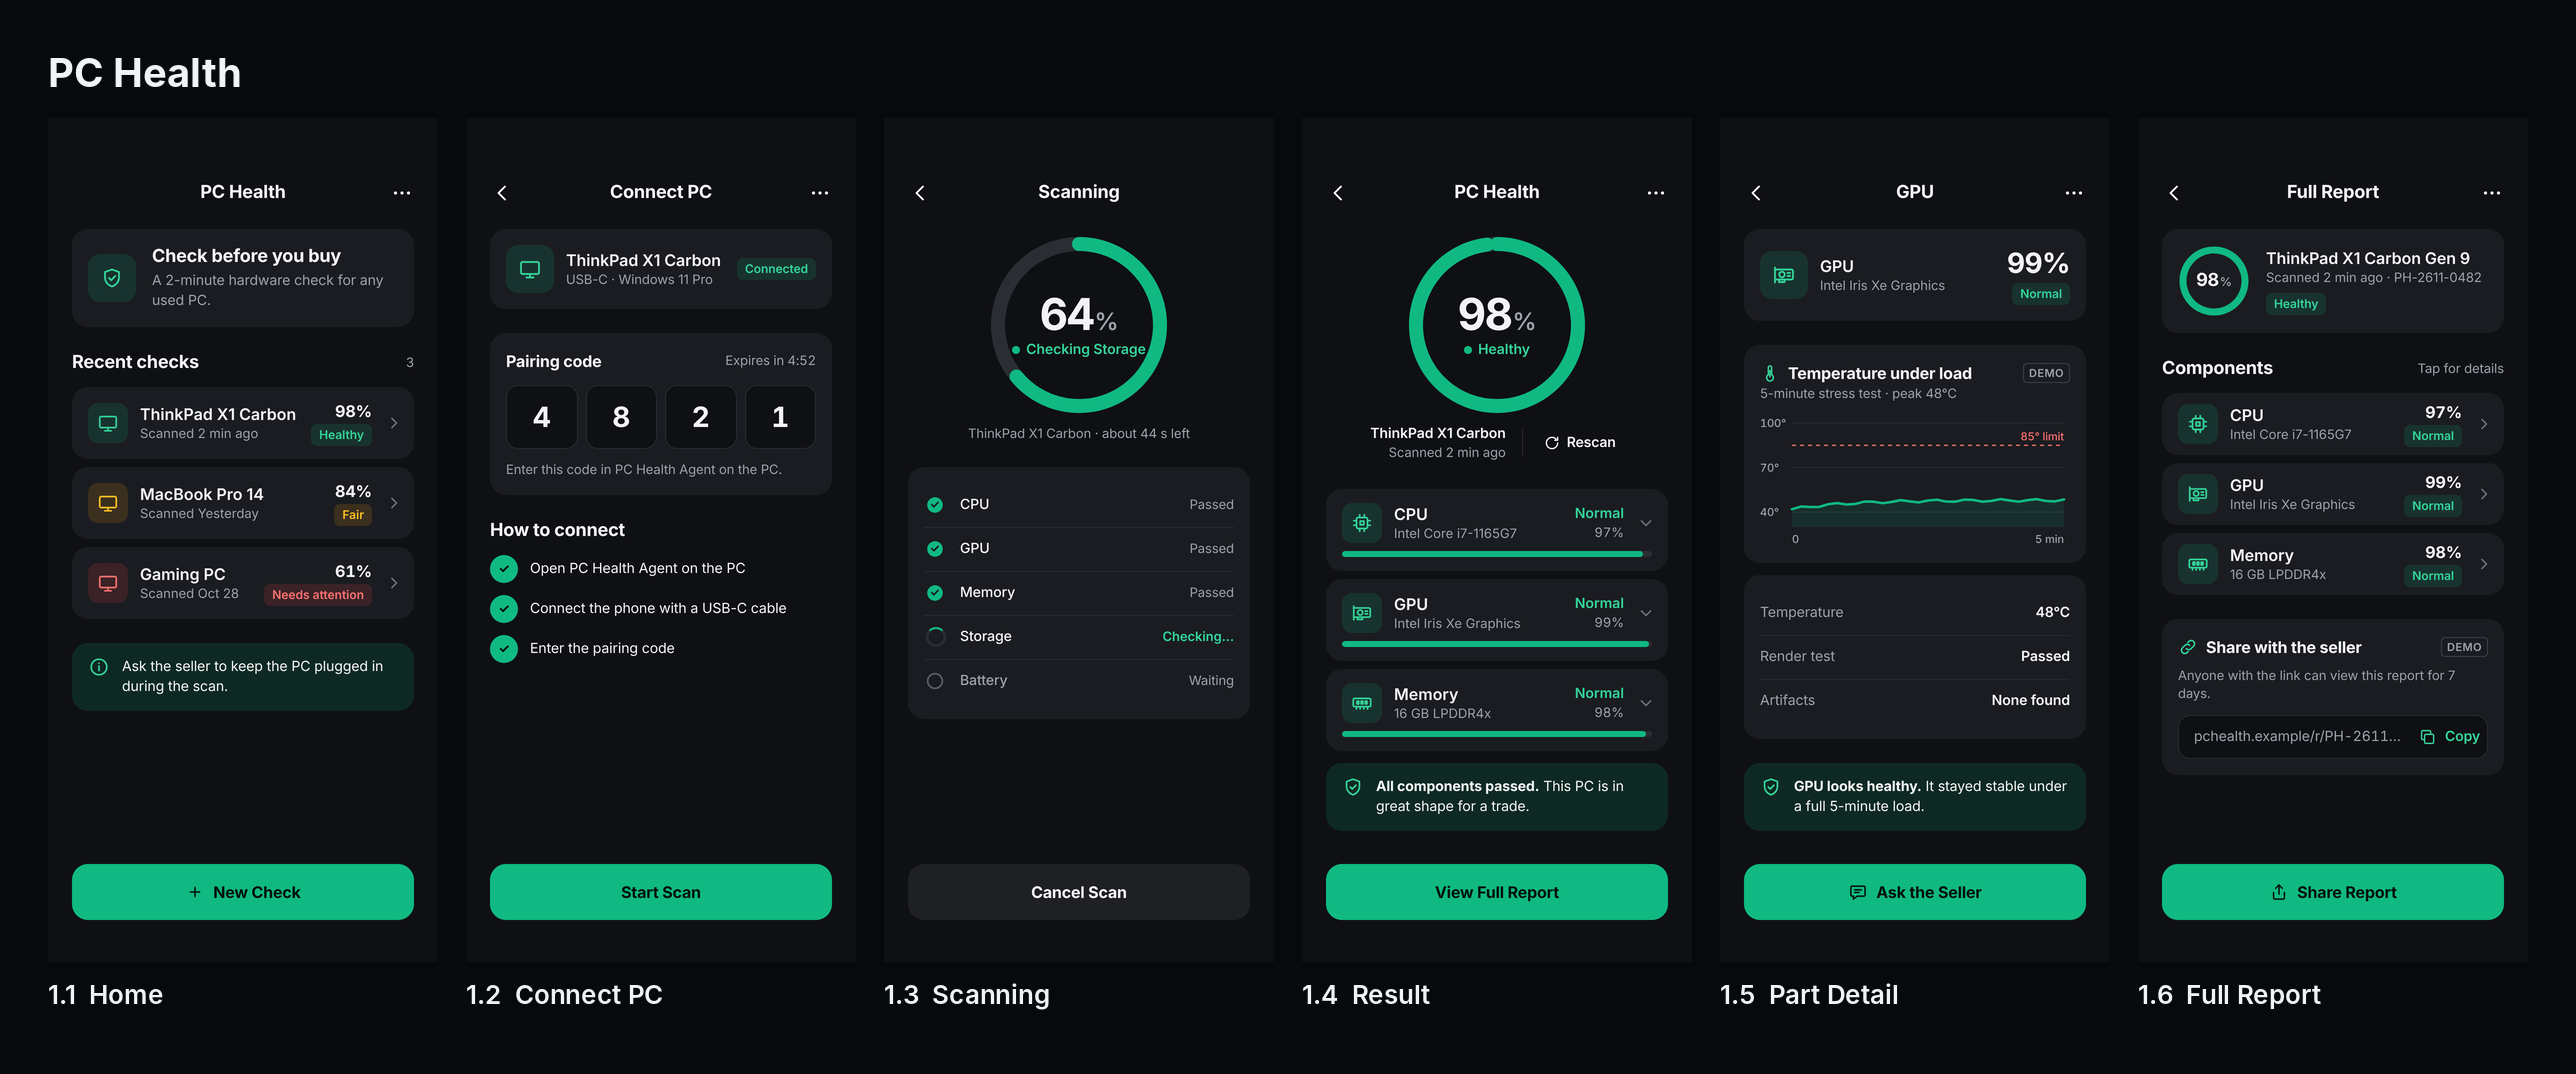 PC Health
PC Health
Check before you buy
A 2-minute hardware check for any
used PC.
Recent checks
3
ThinkPad X1 Carbon
98%
Scanned 2 min ago
Healthy
MacBook Pro 14
84%
Scanned Yesterday
Fair
Gaming PC
61%
Scanned Oct 28
Needs attention
Ask the seller to keep the PC plugged in
during the scan.
New Check
1.1 Home
Connect PC
ThinkPad X1 Carbon
USB-C · Windows 11 Pro
Connected
Pairing code
Expires in 4:52
4 8 2 1
Enter this code in PC Health Agent on the PC.
How to connect
Open PC Health Agent on the PC
Connect the phone with a USB-C cable
Enter the pairing code
Start Scan
1.2 Connect PC
Scanning
64%
Checking Storage
ThinkPad X1 Carbon · about 44 s left
CPU
Passed
GPU
Passed
Memory
Passed
Storage
Checking...
Battery
Waiting
Cancel Scan
1.3 Scanning
PC Health
98%
Healthy
ThinkPad X1 Carbon
Scanned 2 min ago
Rescan
CPU
Normal
Intel Core i7-1165G7
97%
GPU
Normal
Intel Iris Xe Graphics
99%
Memory
Normal
16 GB LPDDR4x
98%
All components passed. This PC is in
great shape for a trade.
View Full Report
1.4 Result
GPU
GPU
Intel Iris Xe Graphics
99%
Normal
Temperature under load
DEMO
5-minute stress test · peak 48°C
100°
85° limit
70°
40°
0
5 min
Temperature
48°C
Render test
Passed
Artifacts
None found
GPU looks healthy. It stayed stable under
a full 5-minute load.
Ask the Seller
1.5 Part Detail
Full Report
98%
ThinkPad X1 Carbon Gen 9
Scanned 2 min ago · PH-2611-0482
Healthy
Components
Tap for details
CPU
97%
Intel Core i7-1165G7
Normal
GPU
99%
Intel Iris Xe Graphics
Normal
Memory
98%
16 GB LPDDR4x
Normal
Share with the seller
DEMO
Anyone with the link can view this report for 7
days.
pchealth.example/r/PH-2611...
Copy
Share Report
1.6 Full Report